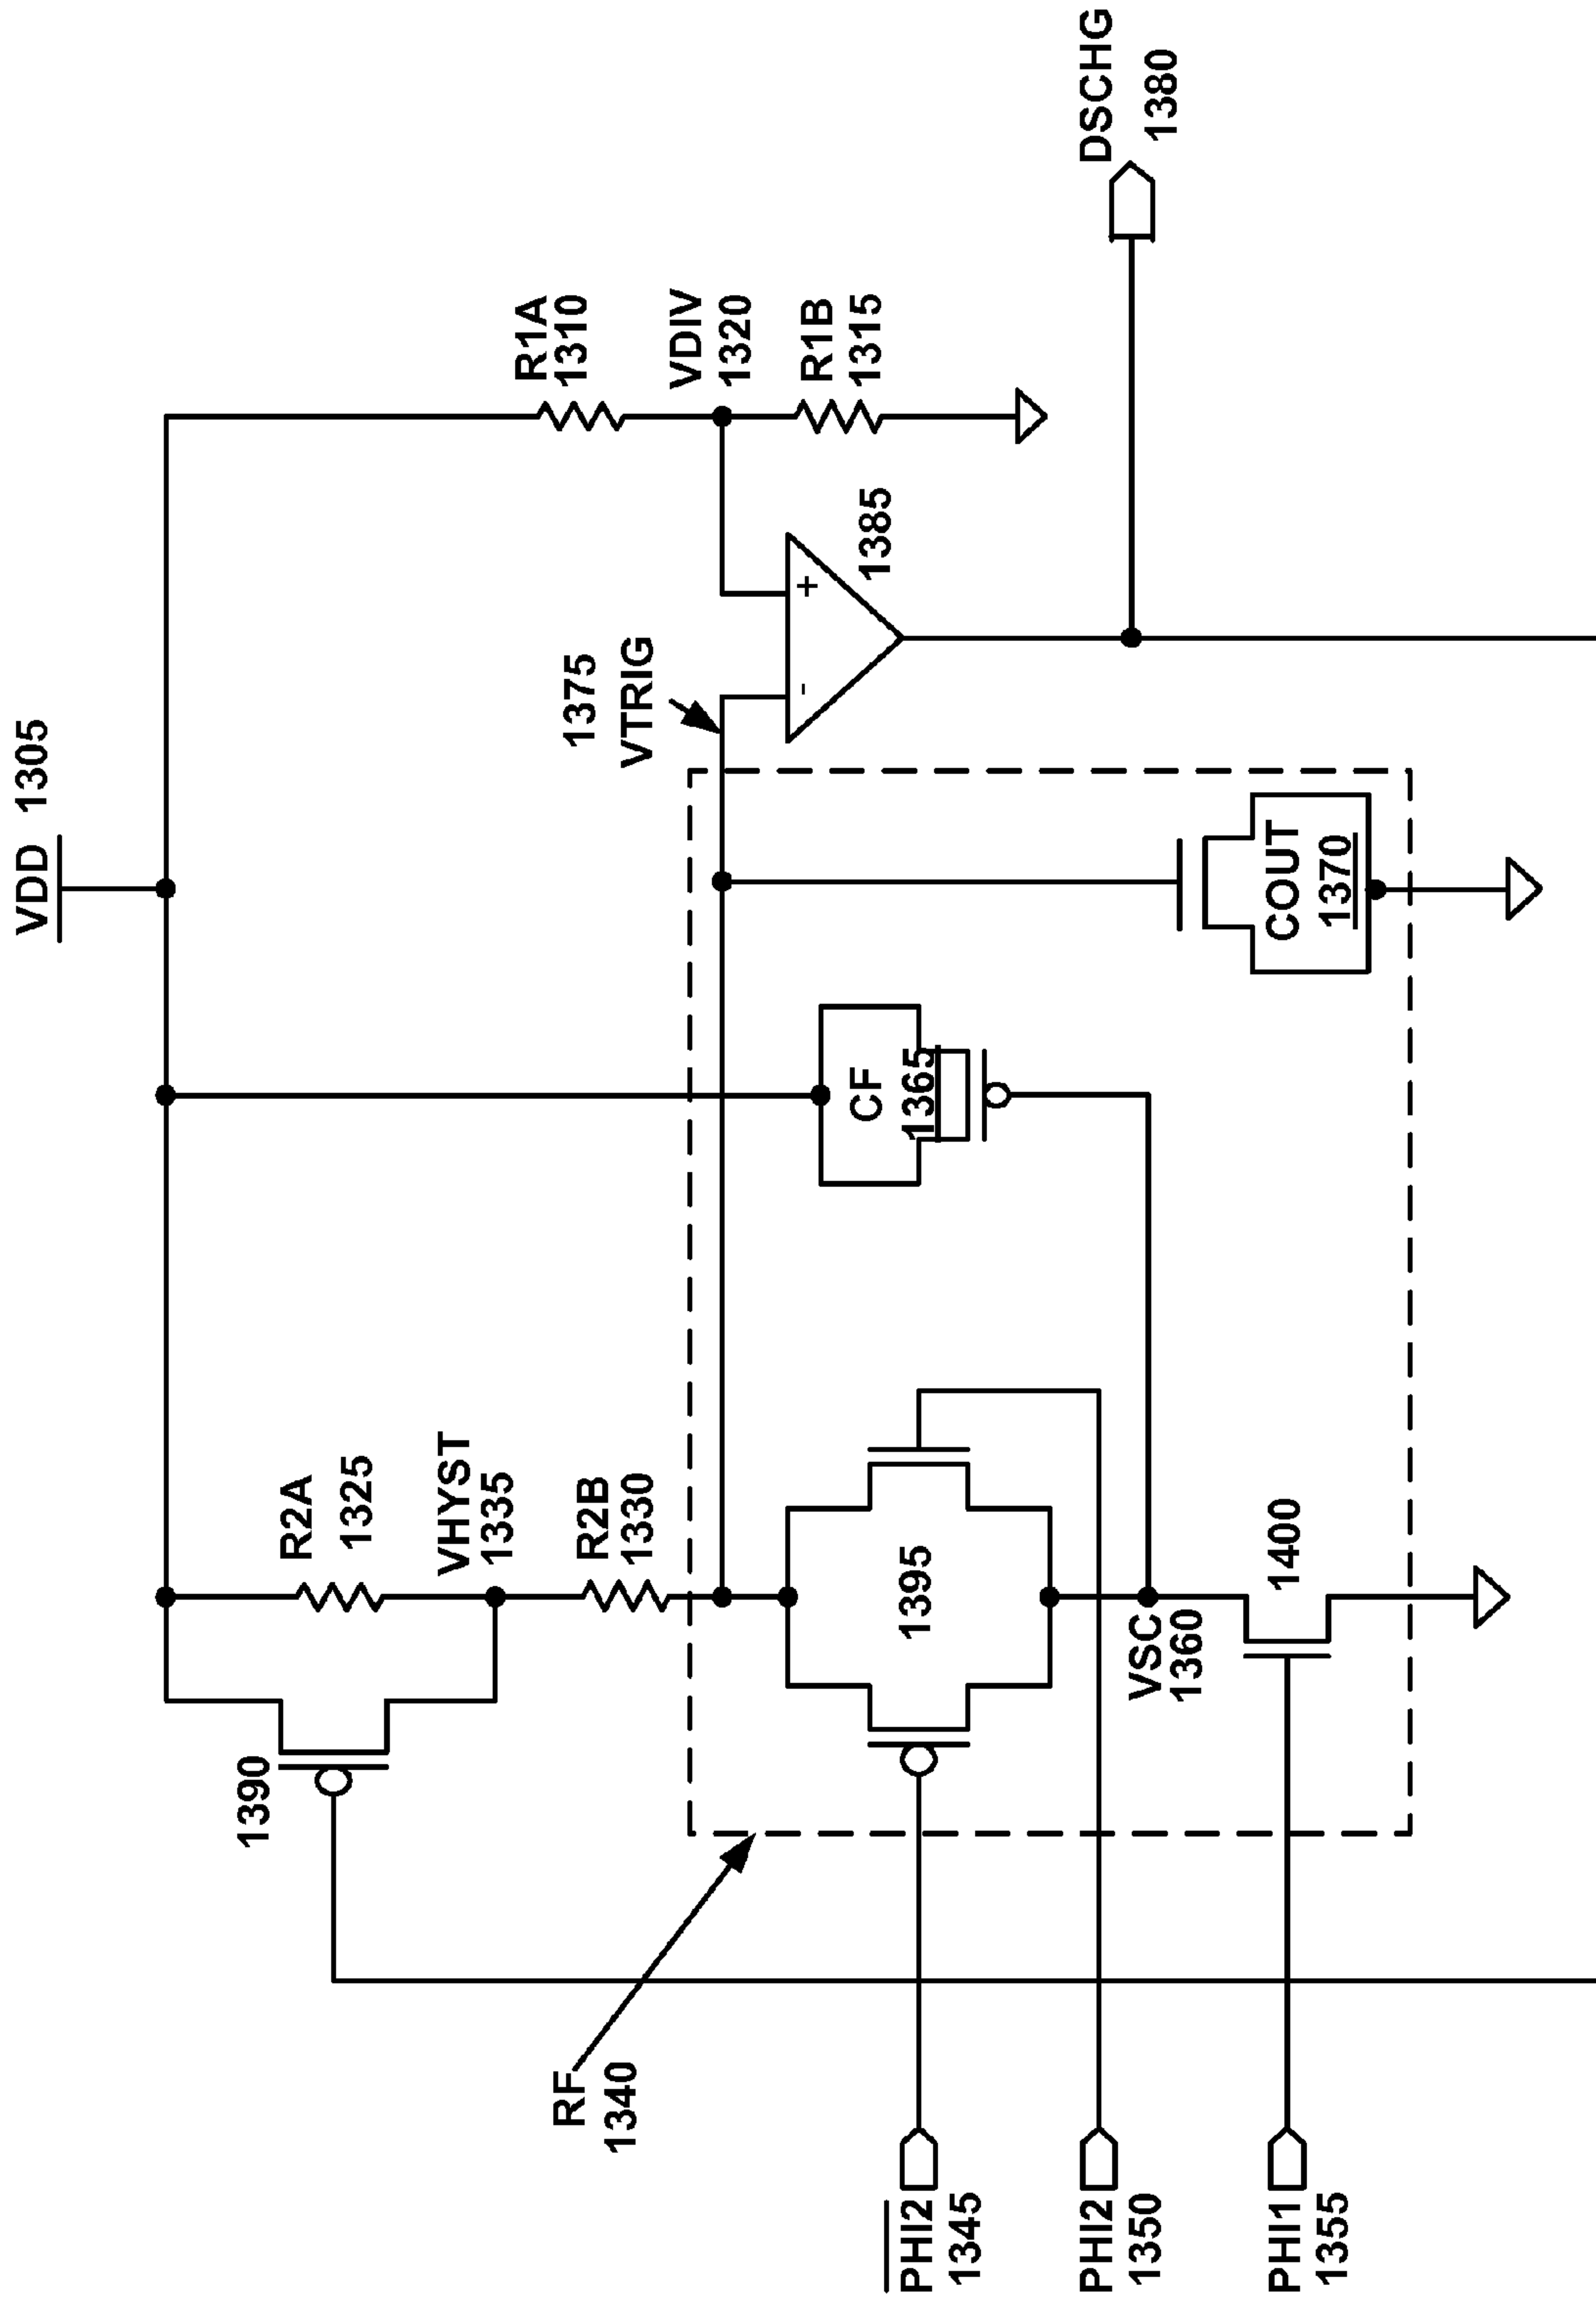 VDD 1305
R1A
1310
VDIV
1320
R1B
1315
DSCHG
1380
1385
+
-
1375
VTRIG
COUT
1370
CF
1365
R2A
1325
VHYST
1335
R2B
1330
1390
1395
VSC
1360
1400
RF
1340
PHI2
1345
PHI2
1350
PHI1
1355